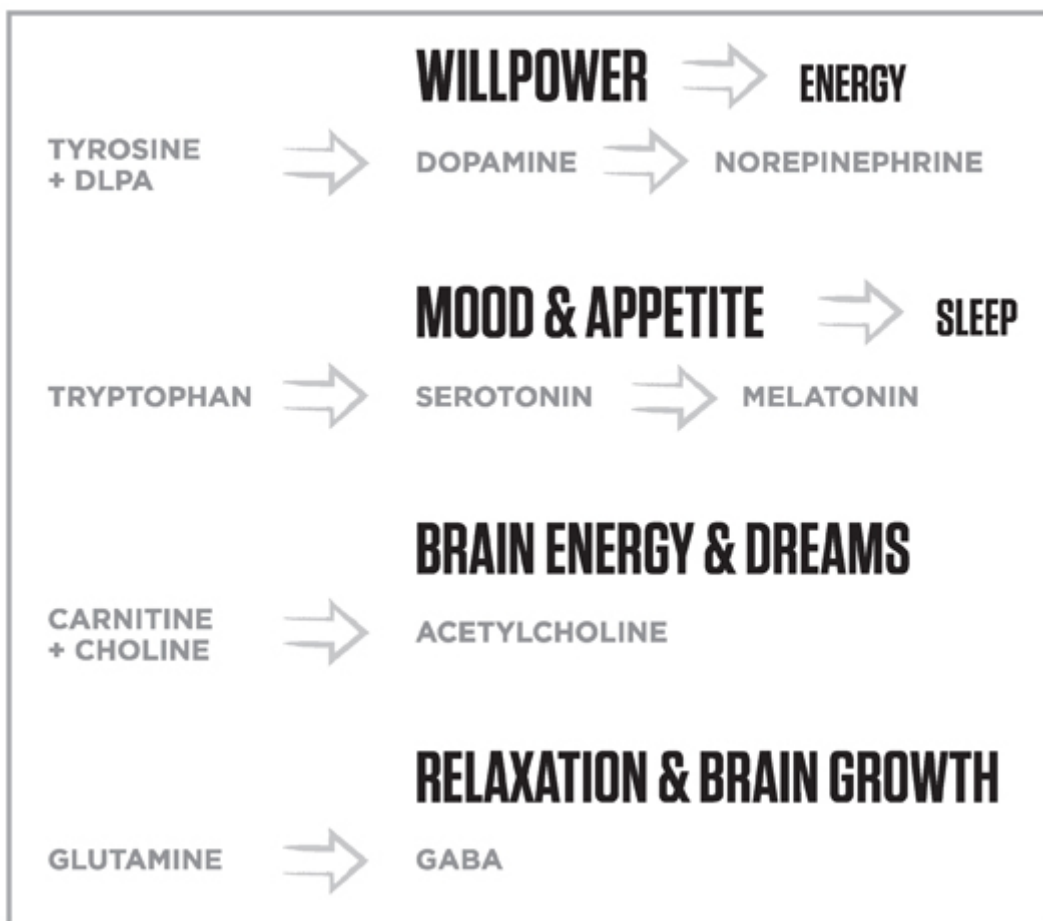 WILLPOWER ENERGY
TYROSINE
+ DLPA
DOPAMINE NOREPINEPHRINE
MOOD & APPETITE SLEEP
TRYPTOPHAN SEROTONIN MELATONIN
BRAIN ENERGY & DREAMS
CARNITINE
+ CHOLINE
ACETYLCHOLINE
RELAXATION & BRAIN GROWTH
GLUTAMINE GABA